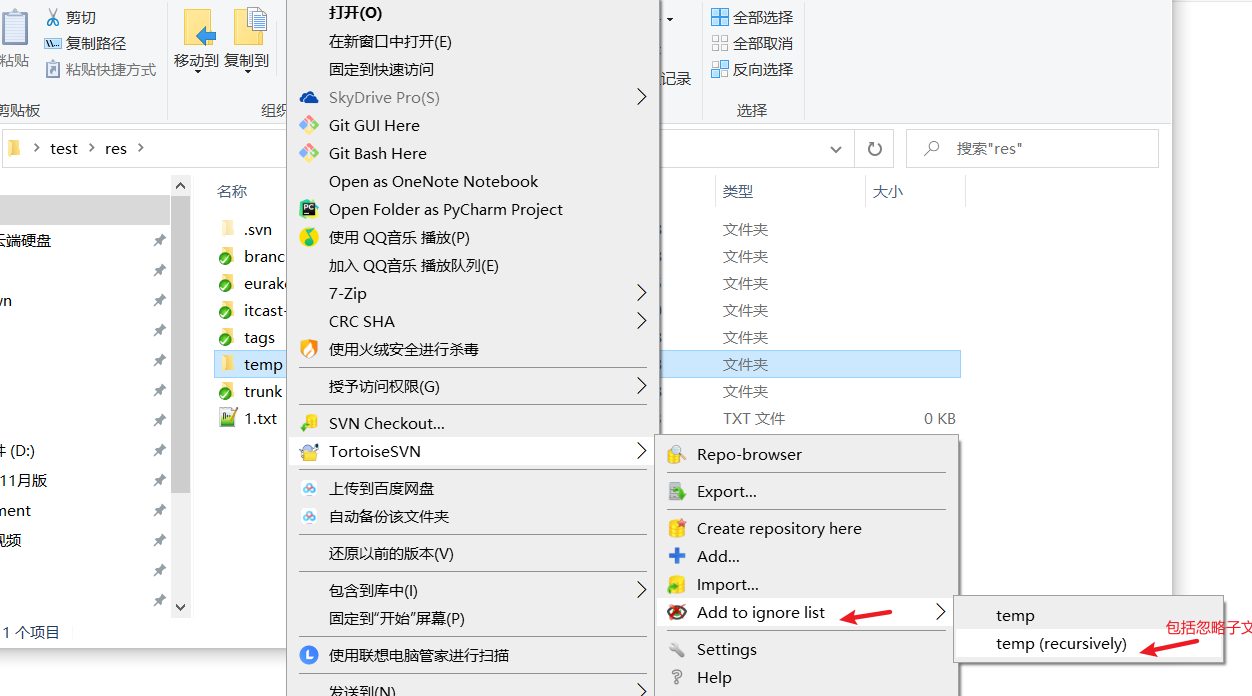 剪切
复制路径
粘贴快捷方式
粘贴
剪贴板
移动到
复制到
组织
记录
全部选择
全部取消
反向选择
选择
test
res
搜索"res"
名称
类型
大小
云端硬盘
wn
件 (D:)
11月版
ment
视频
1 个项目
.svn
文件夹
branc
文件夹
eurake
文件夹
itcast-
文件夹
tags
文件夹
temp
文件夹
trunk
文件夹
1.txt
TXT 文件
0 KB
打开(O)
在新窗口中打开(E)
固定到快速访问
SkyDrive Pro(S)
Git GUI Here
Git Bash Here
Open as OneNote Notebook
Open Folder as PyCharm Project
使用 QQ音乐 播放(P)
加入 QQ音乐 播放队列(E)
7-Zip
CRC SHA
使用火绒安全进行杀毒
授予访问权限(G)
SVN Checkout...
TortoiseSVN
上传到百度网盘
自动备份该文件夹
还原以前的版本(V)
包含到库中(I)
固定到"开始"屏幕(P)
使用联想电脑管家进行扫描
发送到(N)
Repo-browser
Export...
Create repository here
Add...
Import...
Add to ignore list
Settings
Help
temp
temp (recursively)
包括忽略子文